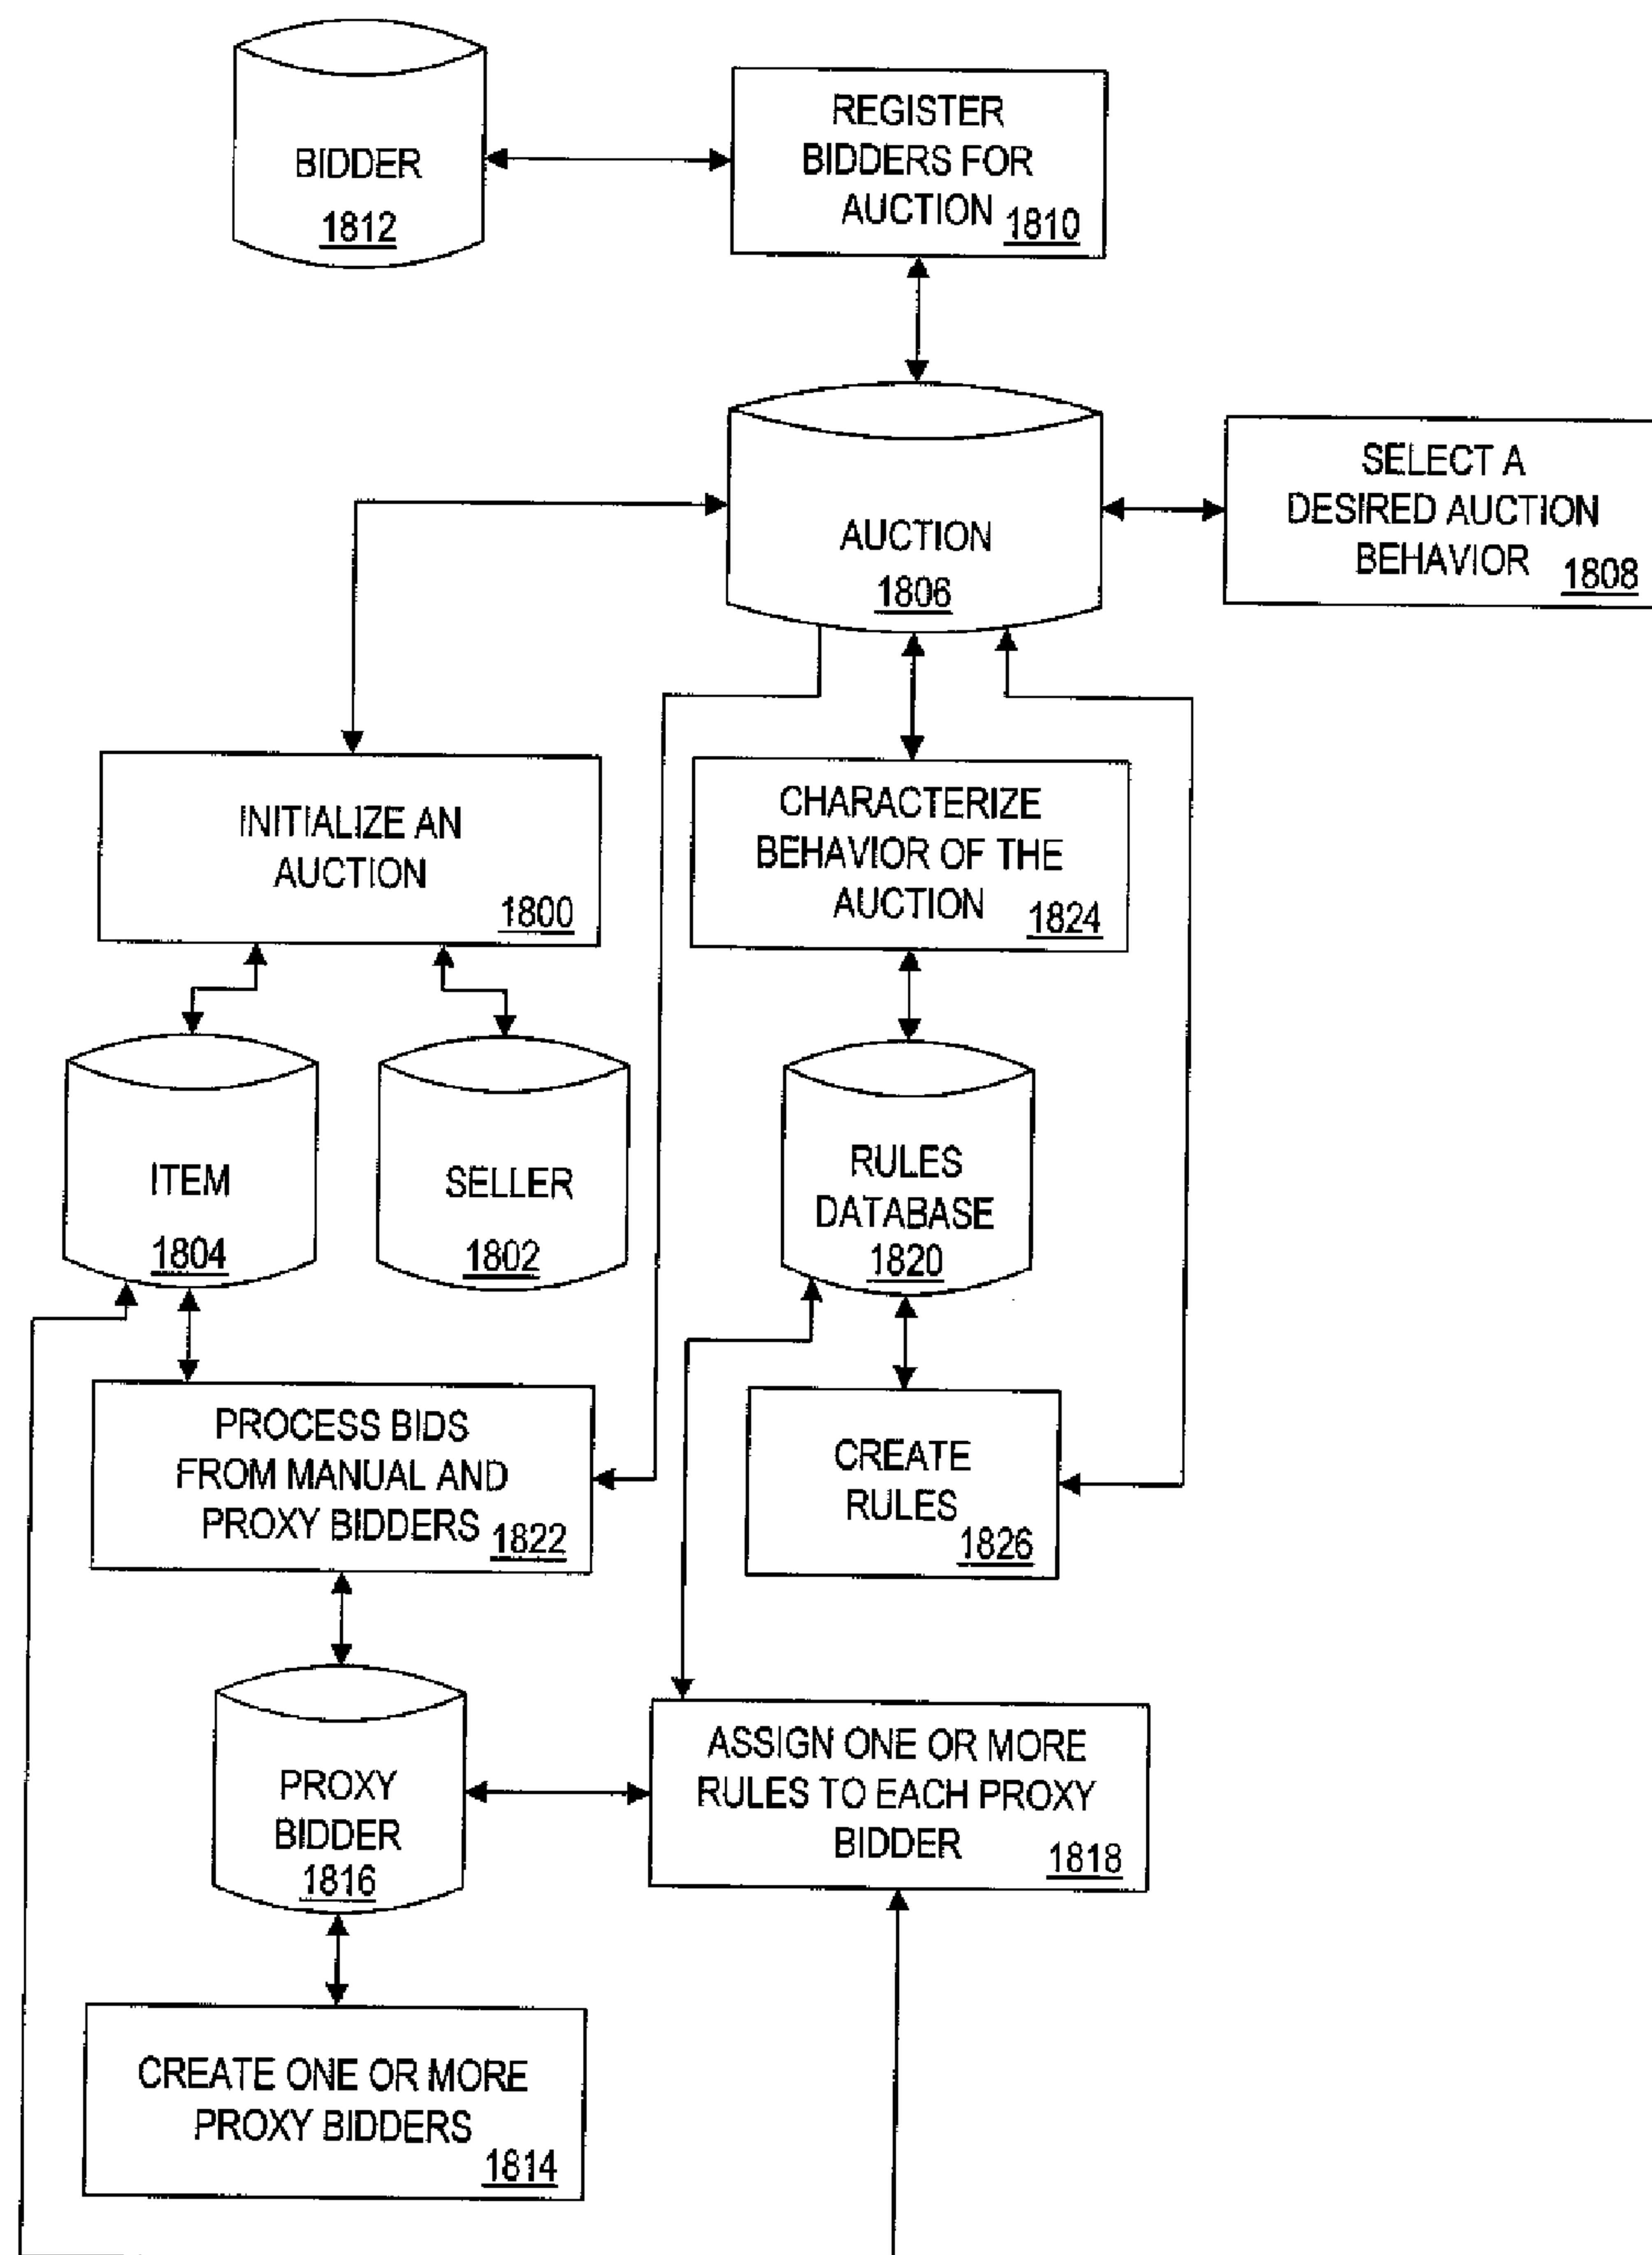 BIDDER
1812
REGISTER
BIDDERS FOR
AUCTION 1810
AUCTION
1806
SELECT A
DESIRED AUCTION
BEHAVIOR 1808
INITIALIZE AN
AUCTION
1800
CHARACTERIZE
BEHAVIOR OF THE
AUCTION 1824
ITEM
1804
SELLER
1802
RULES
DATABASE
1820
PROCESS BIDS
FROM MANUAL AND
PROXY BIDDERS 1822
CREATE
RULES
1826
PROXY
BIDDER
1816
ASSIGN ONE OR MORE
RULES TO EACH PROXY
BIDDER 1818
CREATE ONE OR MORE
PROXY BIDDERS
1814